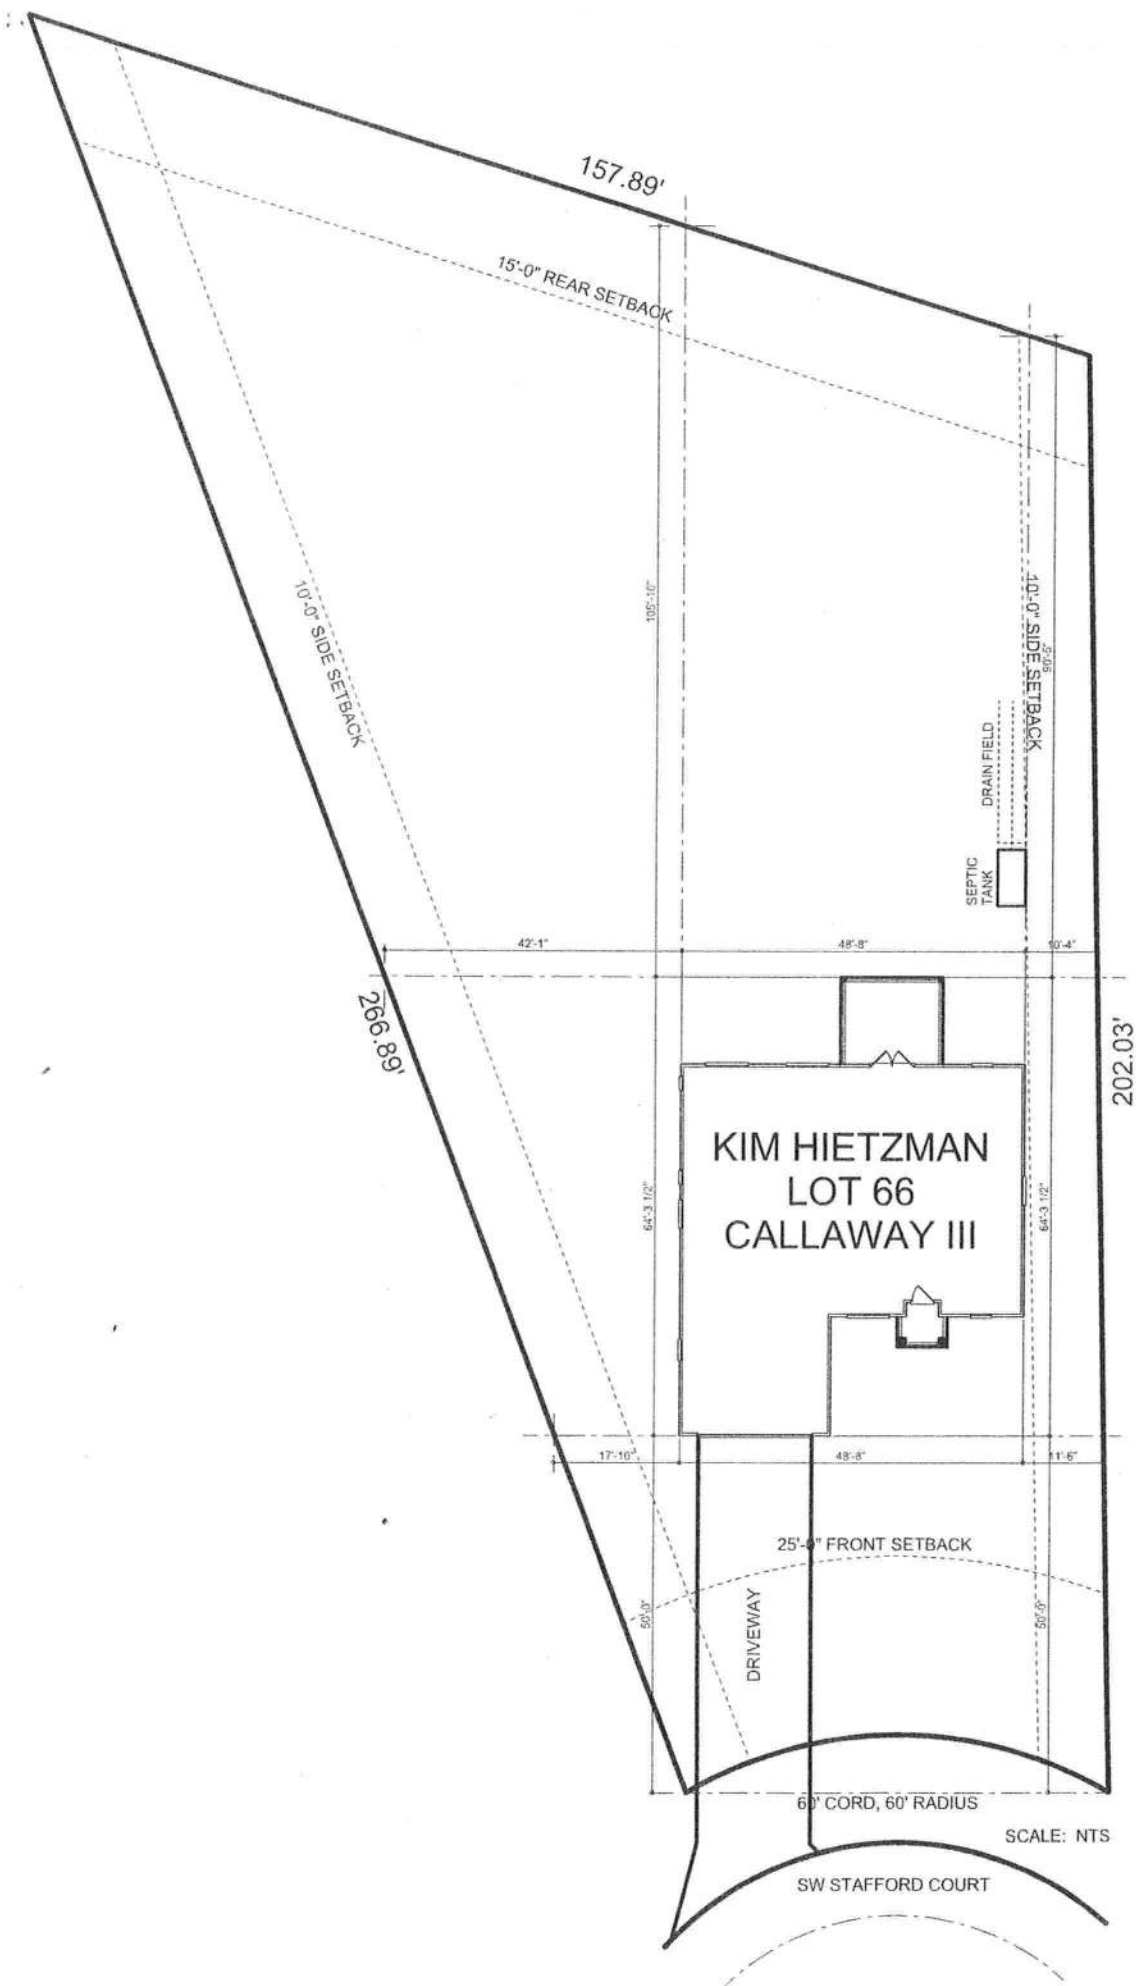 157.89'
15'-0" REAR SETBACK
105'-10"
10'-0" SIDE SETBACK
10'-0" SIDE SETBACK
90'-5"
DRAIN FIELD
SEPTIC
TANK
42'-1"
48'-8"
10'-4"
266.89'
202.03'
KIM HIETZMAN
LOT 66
CALLAWAY III
64'-3 1/2"
64'-3 1/2"
17'-10"
48'-8"
11'-6"
25'-0" FRONT SETBACK
50'-0"
DRIVEWAY
50'-0"
60' CORD, 60' RADIUS
SCALE: NTS
SW STAFFORD COURT